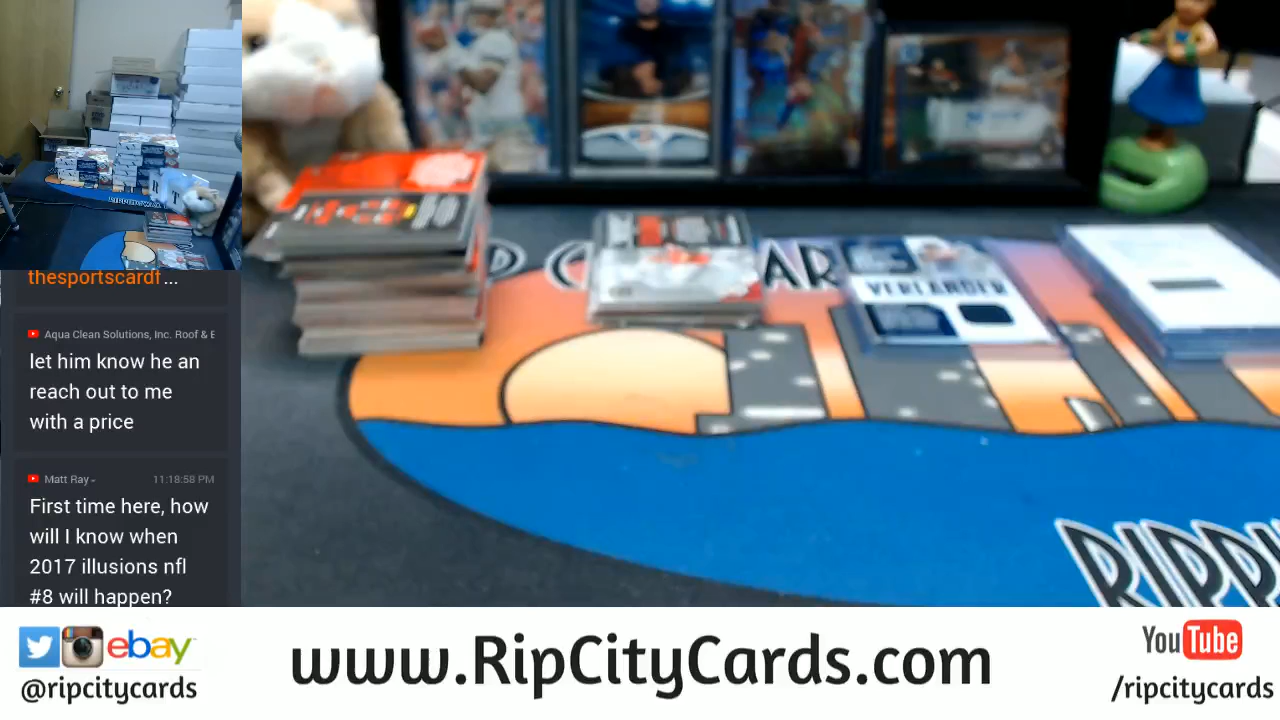 thesportscardf...
Aqua Clean Solutions, Inc. Roof & E
let him know he an
reach out to me
with a price
Matt Ray 11:18:58 PM
First time here, how
will I know when
2017 illusions nfl
#8 will happen?
VERLANDER
RIPPI
ebay
@ripcitycards
www.RipCityCards.com
YouTube
/ripcitycards